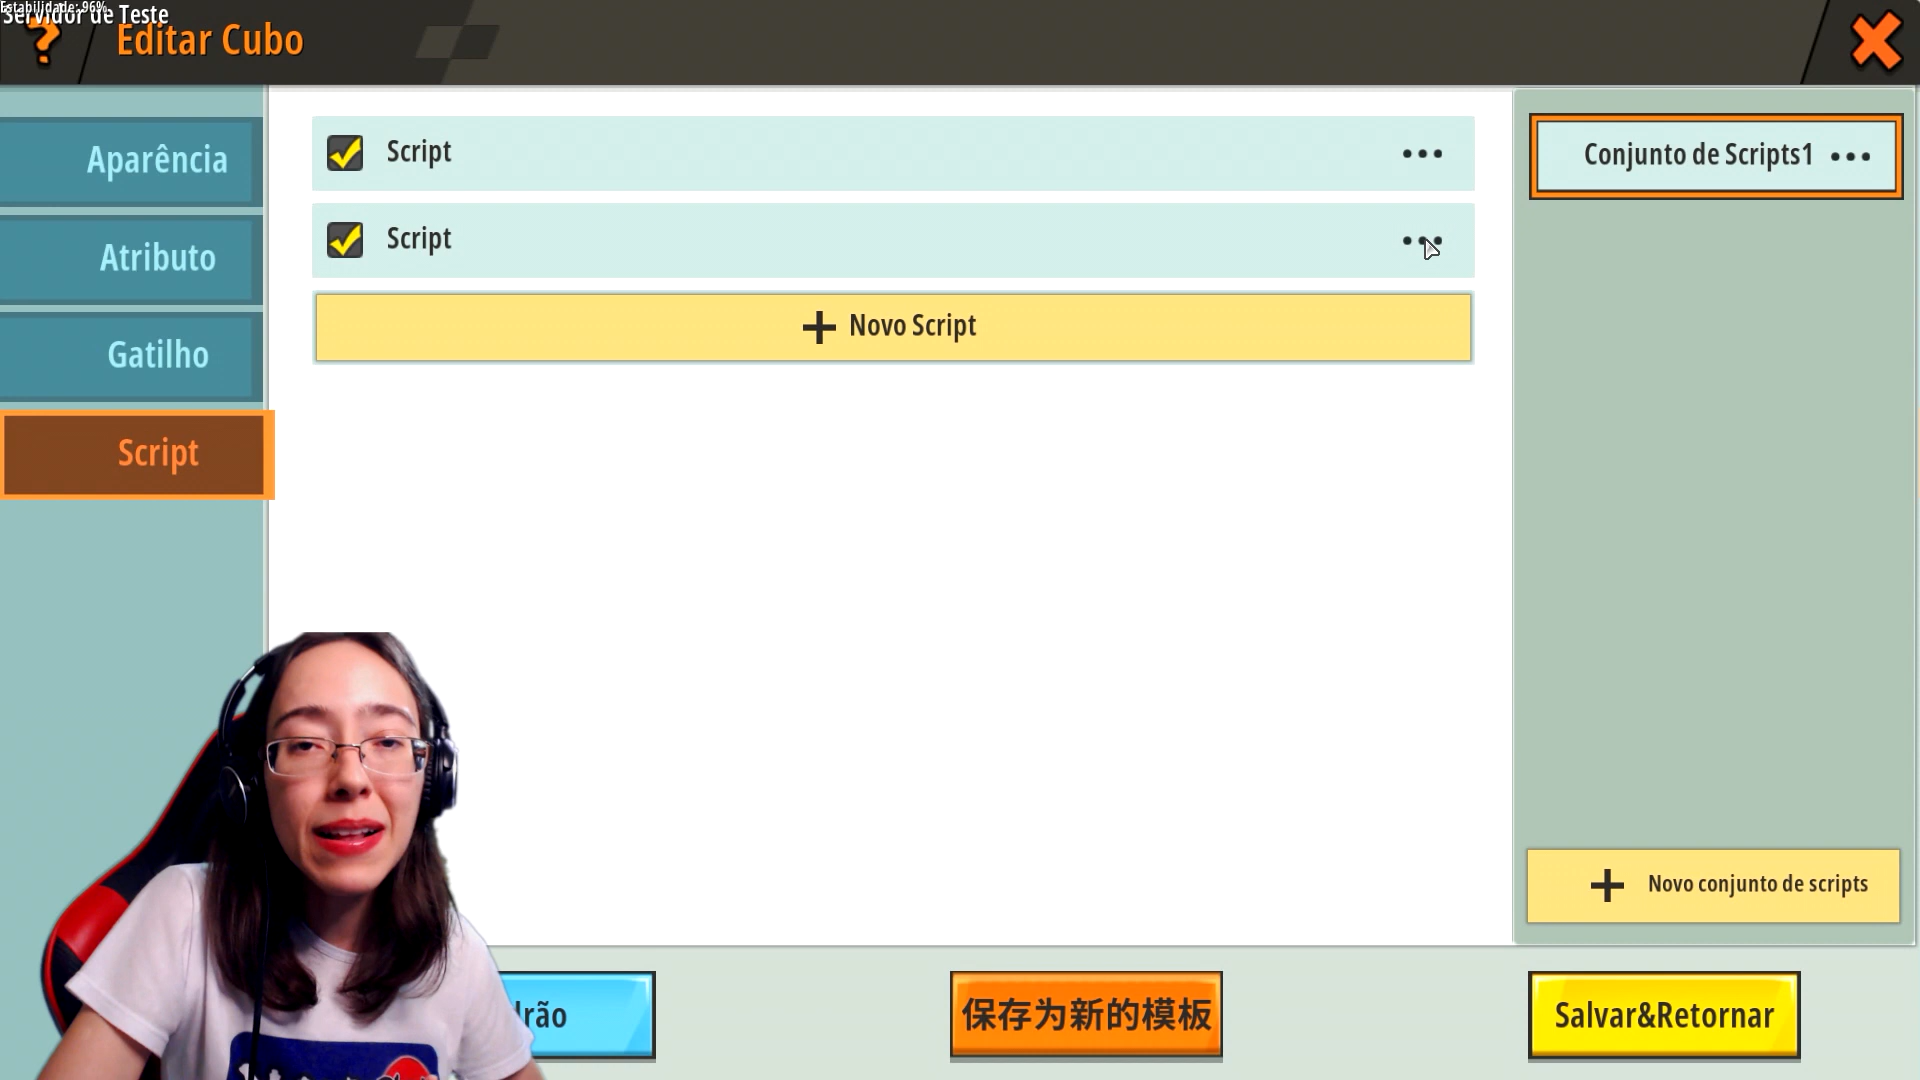 Estabilidade: 96%
Servidor de Teste
Editar Cubo
Aparência
Atributo
Gatilho
Script
Script
Script
Novo Script
Conjunto de Scripts1
Novo conjunto de scripts
保存为新的模板
Salvar&Retornar